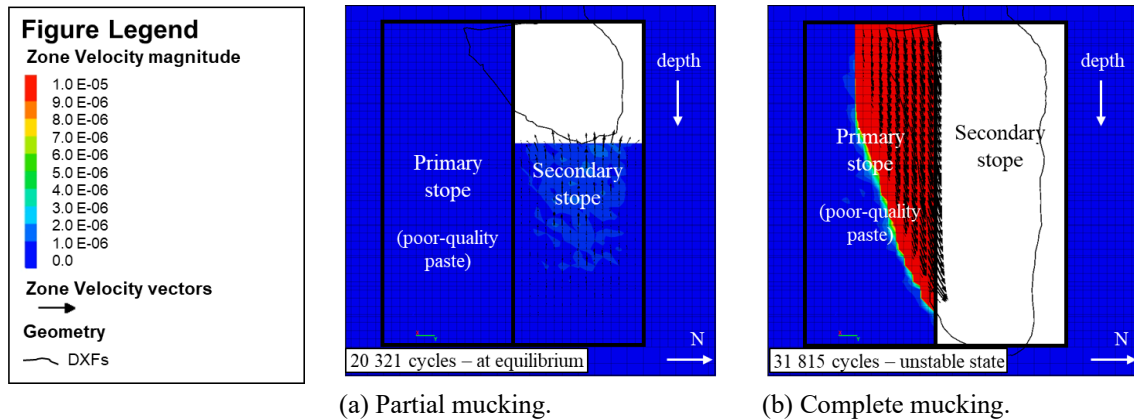 Figure Legend
Zone Velocity magnitude
1.0 E-05
9.0 E-06
8.0 E-06
7.0 E-06
6.0 E-06
5.0 E-06
4.0 E-06
3.0 E-06
2.0 E-06
1.0 E-06
0.0
Zone Velocity vectors
Geometry
DXFs
depth
Primary
stope
(poor-quality
paste)
Secondary
stope
N
20 321 cycles – at equilibrium
(a) Partial mucking.
depth
Primary
stope
(poor-quality
paste)
Secondary
stope
N
31 815 cycles – unstable state
(b) Complete mucking.